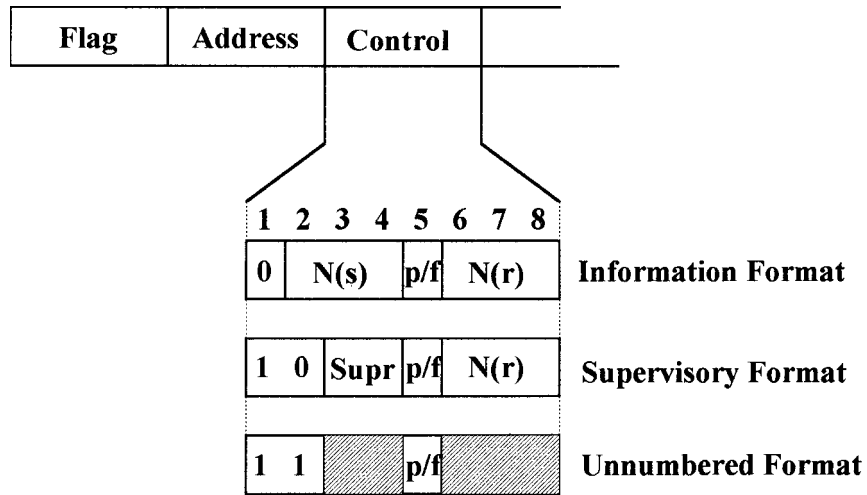 Flag Address Control
1 2 3 4 5 6 7 8
0 N(s) p/f N(r) Information Format
1 0 Supr p/f N(r) Supervisory Format
1 1 p/f Unnumbered Format